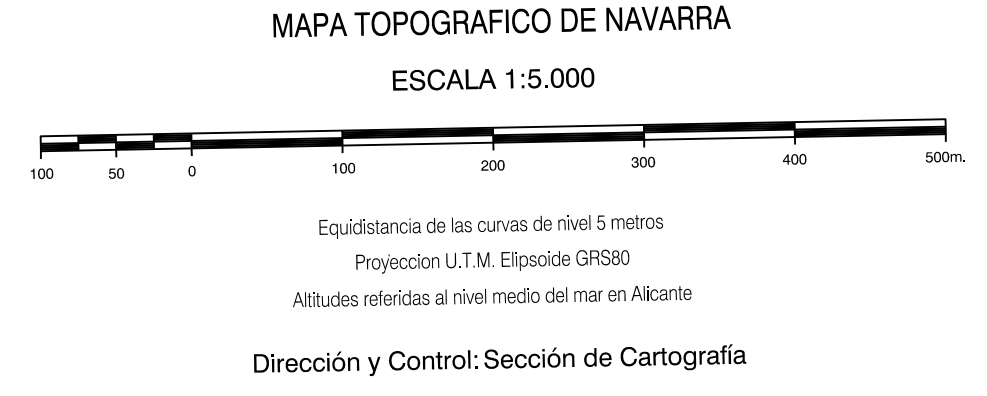 MAPA TOPOGRAFICO DE NAVARRA
ESCALA 1:5.000
100 50 0 100 200 300 400 500m.
Equidistancia de las curvas de nivel 5 metros
Proyeccion U.T.M. Elipsoide GRS80
Altitudes referidas al nivel medio del mar en Alicante
Dirección y Control: Sección de Cartografía